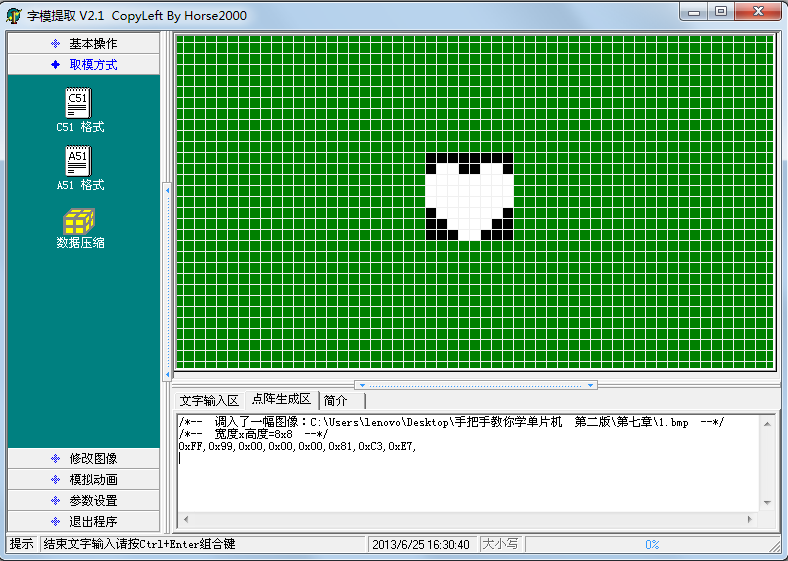 字模提取 V2.1 CopyLeft By Horse2000
基本操作
取模方式
C51
C51 格式
A51
A51 格式
数据压缩
修改图像
模拟动画
参数设置
退出程序
文字输入区 点阵生成区 简介
/*-- 调入了一幅图像：C:\Users\lenovo\Desktop\手把手教你学单片机 第二版\第七章\1.bmp --*/
/*-- 宽度x高度=8x8 --*/
0xFF,0x99,0x00,0x00,0x00,0x81,0xC3,0xE7,
提示 结束文字输入请按Ctrl+Enter组合键 2013/6/25 16:30:40 大小写 0%